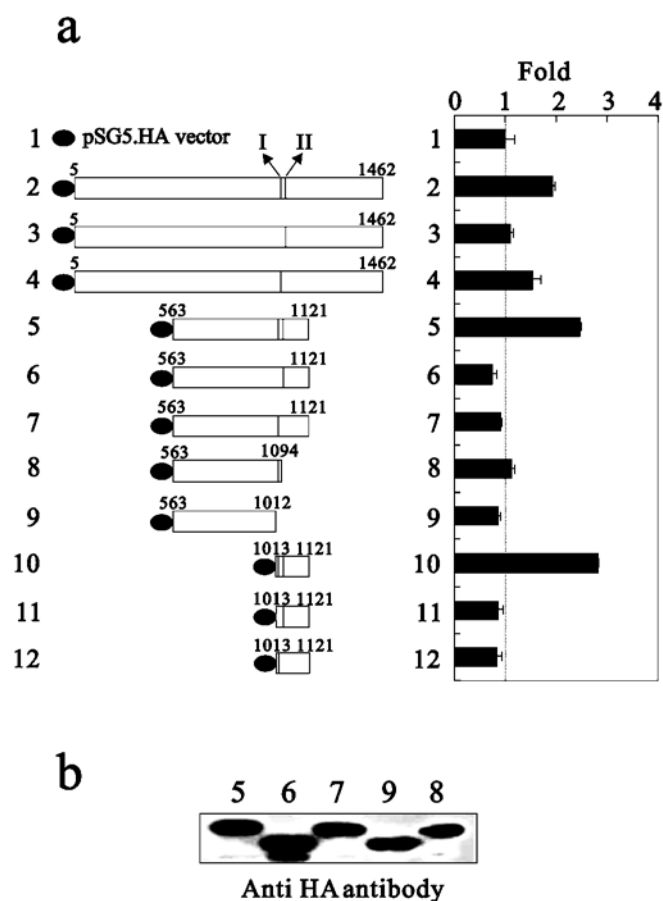 a
Fold
0 1 2 3 4
1 pSG5.HA vector I II 1
2 5 1462 2
3 5 1462 3
4 5 1462 4
5 563 1121 5
6 563 1121 6
7 563 1121 7
8 563 1094 8
9 563 1012 9
10 1013 1121 10
11 1013 1121 11
12 1013 1121 12
b
5 6 7 9 8
Anti HA antibody